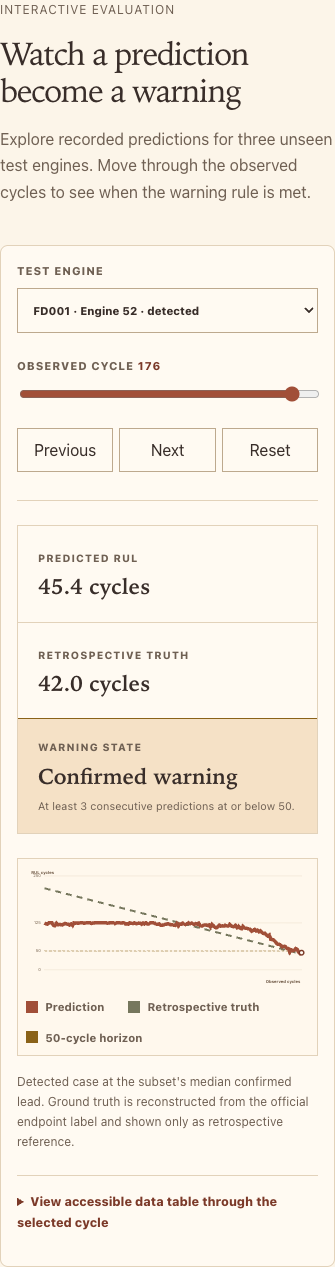 INTERACTIVE EVALUATION
Watch a prediction
become a warning
Explore recorded predictions for three unseen
test engines. Move through the observed
cycles to see when the warning rule is met.
TEST ENGINE
FD001 · Engine 52 · detected
OBSERVED CYCLE 176
Previous
Next
Reset
PREDICTED RUL
45.4 cycles
RETROSPECTIVE TRUTH
42.0 cycles
WARNING STATE
Confirmed warning
At least 3 consecutive predictions at or below 50.
RUL cycles
125
50
0
Observed cycles
Prediction
Retrospective truth
50-cycle horizon
Detected case at the subset's median confirmed
lead. Ground truth is reconstructed from the official
endpoint label and shown only as retrospective
reference.
View accessible data table through the
selected cycle